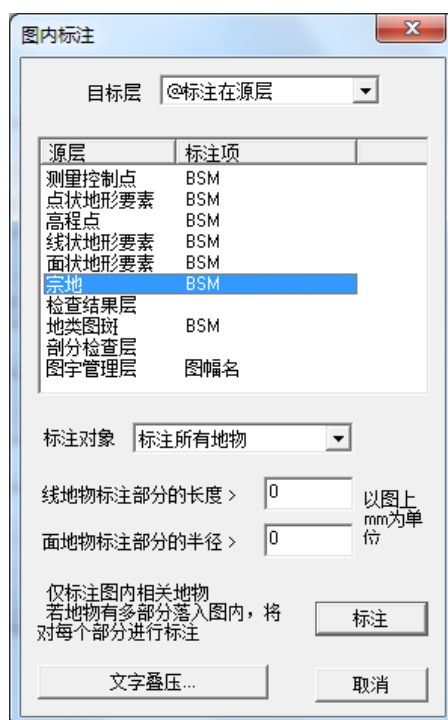 图内标注
目标层 @标注在源层
源层 标注项
测量控制点 BSM
点状地形要素 BSM
高程点 BSM
线状地形要素 BSM
面状地形要素 BSM
宗地 BSM
检查结果层
地类图斑 BSM
剖分检查层
图字管理层 图幅名
标注对象 标注所有地物
线地物标注部分的长度 > 0
面地物标注部分的半径 > 0
以图上
mm为单
位
仅标注图内相关地物
若地物有多部分落入图内，将
对每个部分进行标注
标注
文字叠压... 取消